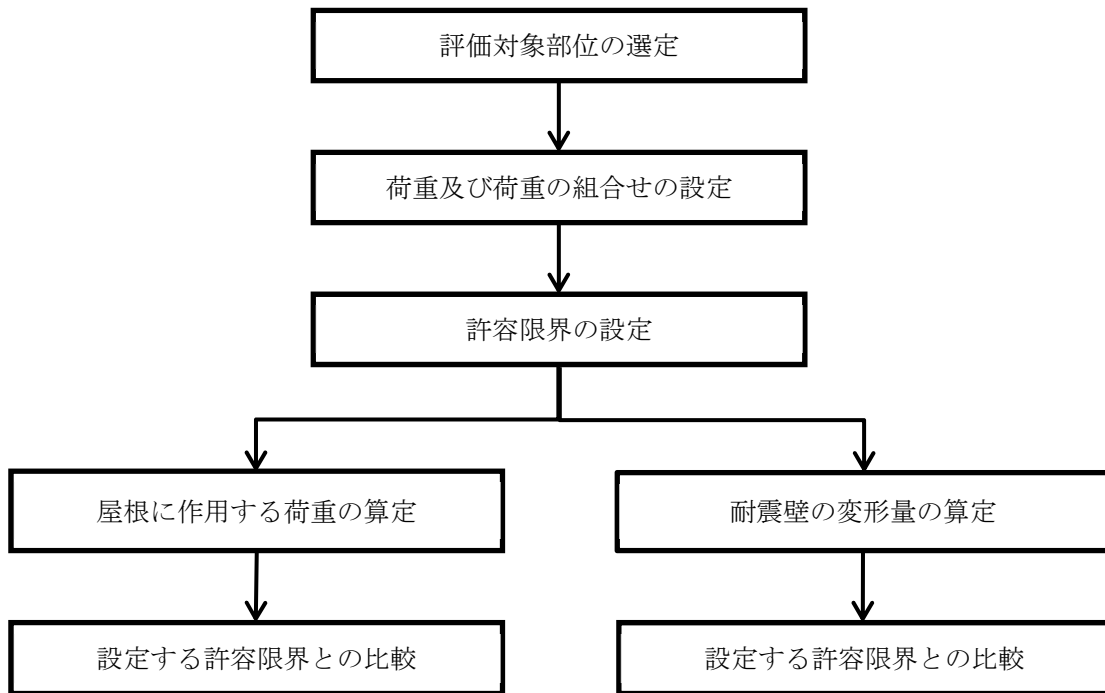 評価対象部位の選定
荷重及び荷重の組合せの設定
許容限界の設定
屋根に作用する荷重の算定
耐震壁の変形量の算定
設定する許容限界との比較
設定する許容限界との比較